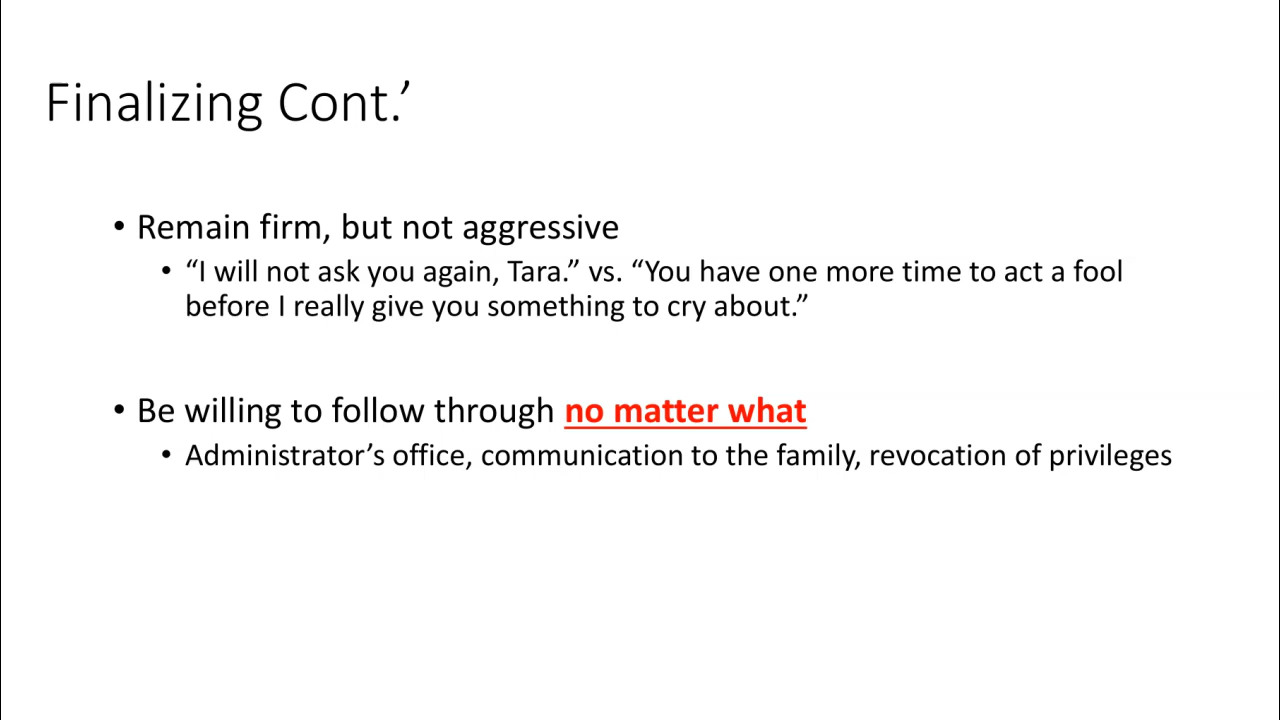 Finalizing Cont.’
• Remain firm, but not aggressive
• “I will not ask you again, Tara.” vs. “You have one more time to act a fool
before I really give you something to cry about.”
• Be willing to follow through no matter what
• Administrator’s office, communication to the family, revocation of privileges